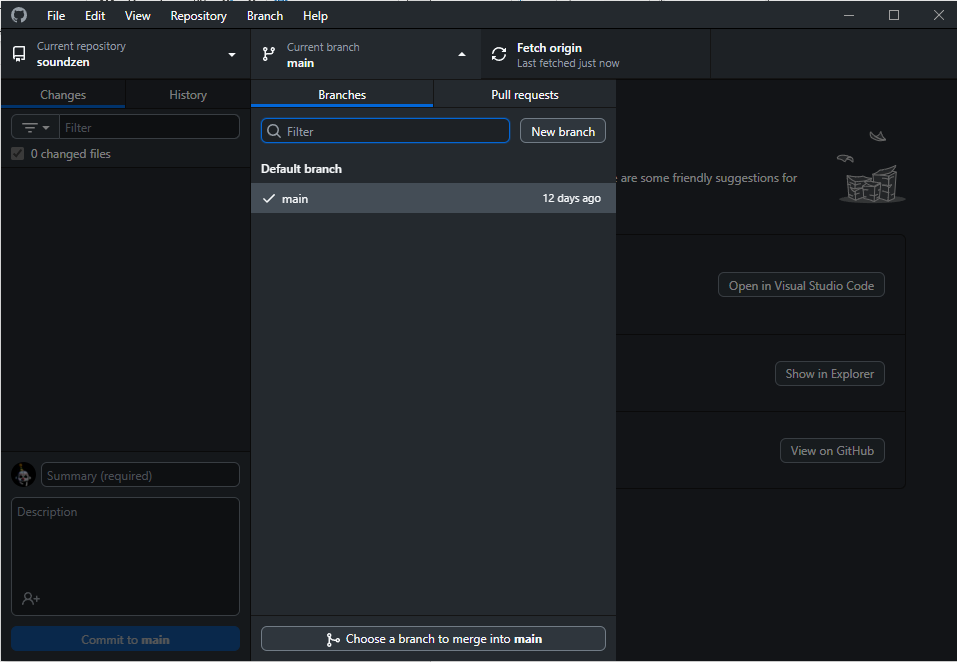 File Edit View Repository Branch Help
Current repository
soundzen
Current branch
main
Fetch origin
Last fetched just now
Changes History
Filter
0 changed files
Branches Pull requests
Filter New branch
Default branch
main 12 days ago
are some friendly suggestions for
Open in Visual Studio Code
Show in Explorer
View on GitHub
Summary (required)
Description
Commit to main
Choose a branch to merge into main